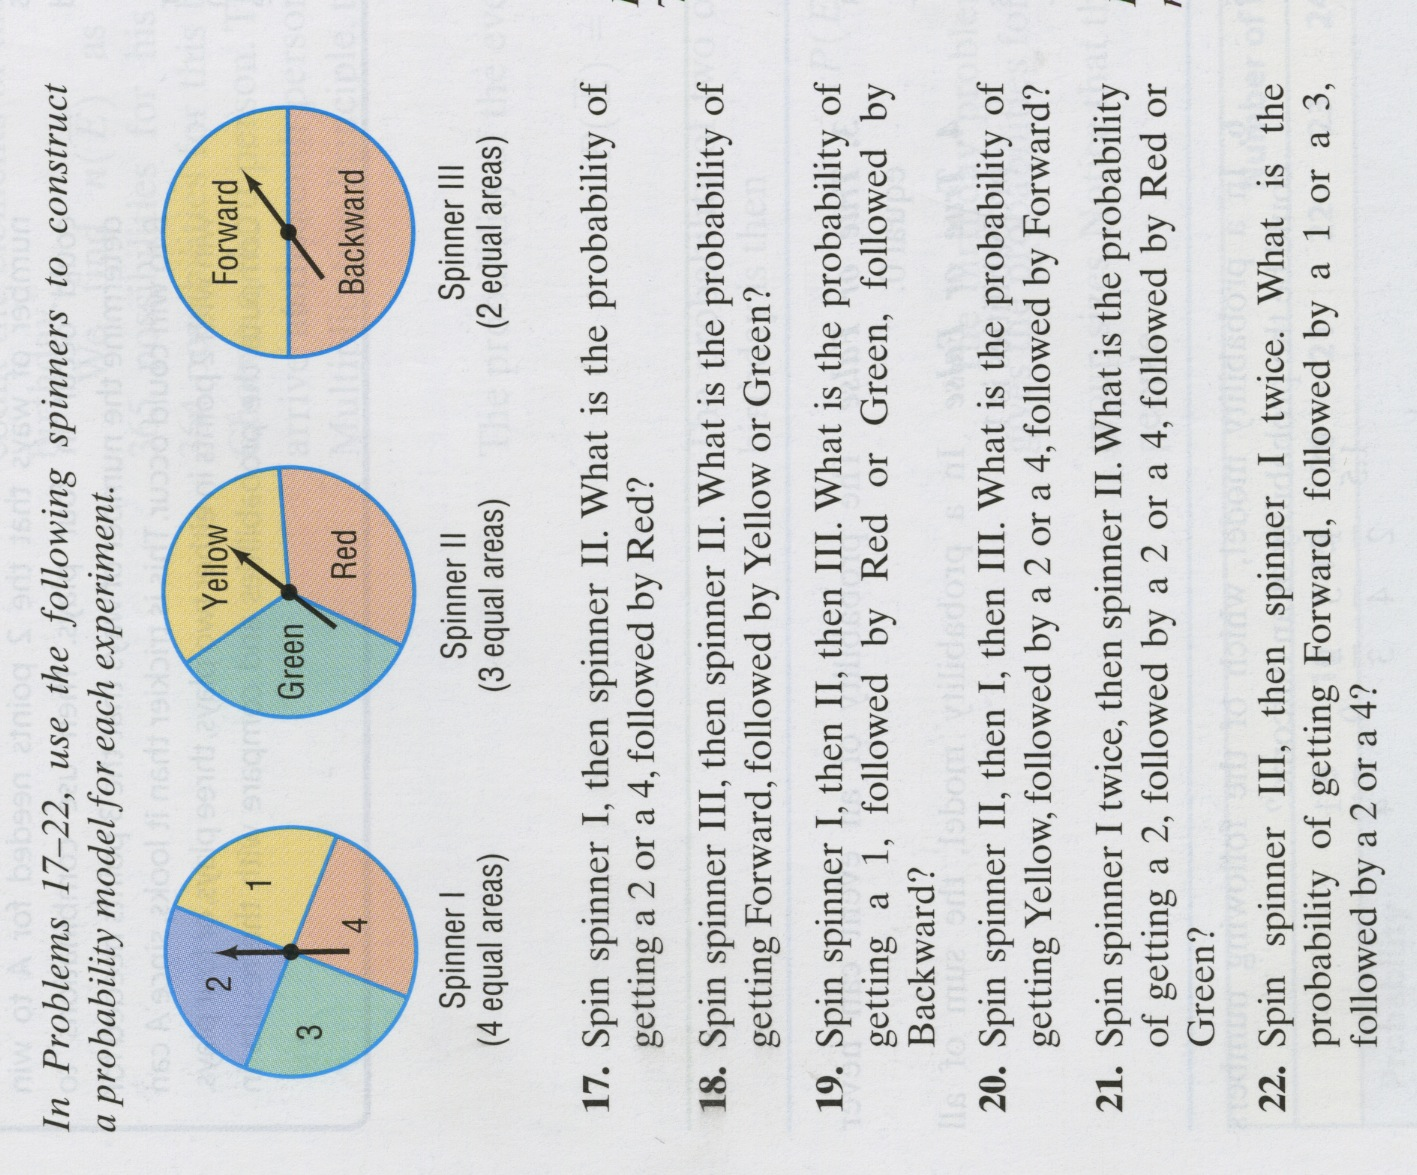 In Problems 17–22, use the following spinners to construct
a probability model for each experiment.
1
2
3
4
Spinner I
(4 equal areas)
Yellow
Green
Red
Spinner II
(3 equal areas)
Forward
Backward
Spinner III
(2 equal areas)
17. Spin spinner I, then spinner II. What is the probability of
getting a 2 or a 4, followed by Red?
18. Spin spinner III, then spinner II. What is the probability of
getting Forward, followed by Yellow or Green?
19. Spin spinner I, then II, then III. What is the probability of
getting a 1, followed by Red or Green, followed by
Backward?
20. Spin spinner II, then I, then III. What is the probability of
getting Yellow, followed by a 2 or a 4, followed by Forward?
21. Spin spinner I twice, then spinner II. What is the probability
of getting a 2, followed by a 2 or a 4, followed by Red or
Green?
22. Spin spinner III, then spinner I twice. What is the
probability of getting Forward, followed by a 1 or a 3,
followed by a 2 or a 4?